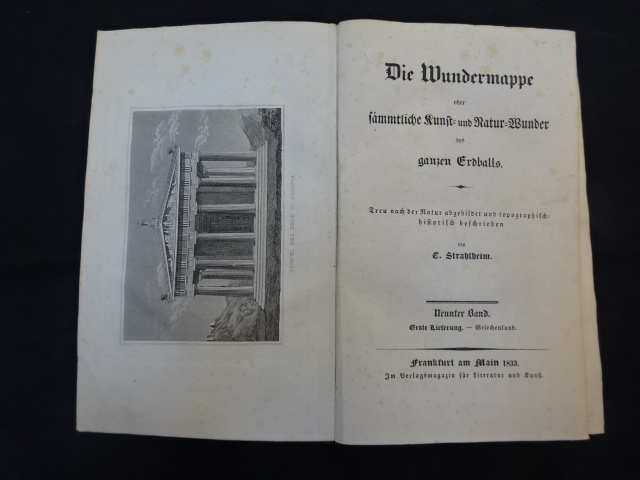 Die Wundermappe
oder
sämmtliche Kunst- und Natur-Wunder
des
ganzen Erdballs.
Treu nach der Natur abgebildet und topographisch-
historisch beschrieben
von
C. Strahlheim.
Neunter Band.
Erste Lieferung. — Griechenland.
Frankfurt am Main 1833.
Im Verlagsmagazin für Literatur und Kunst.